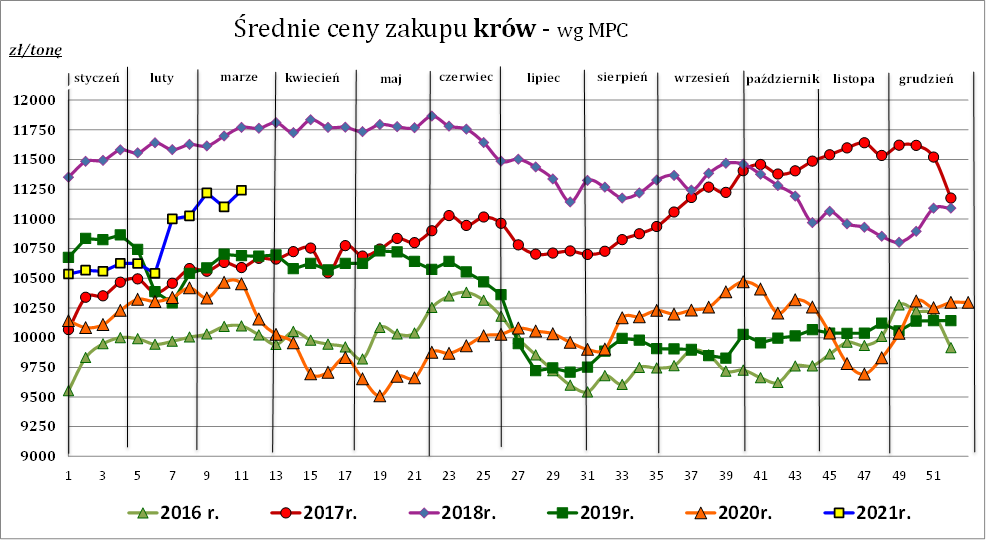 Średnie ceny zakupu krów - wg MPC
zł/tonę
styczeń luty marze kwiecień maj czerwiec lipiec sierpień wrzesień październik listopa grudzień
12000
11750
11500
11250
11000
10750
10500
10250
10000
9750
9500
9250
9000
1 3 5 7 9 11 13 15 17 19 21 23 25 27 29 31 33 35 37 39 41 43 45 47 49 51
2016 r. 2017r. 2018r. 2019r. 2020r. 2021r.